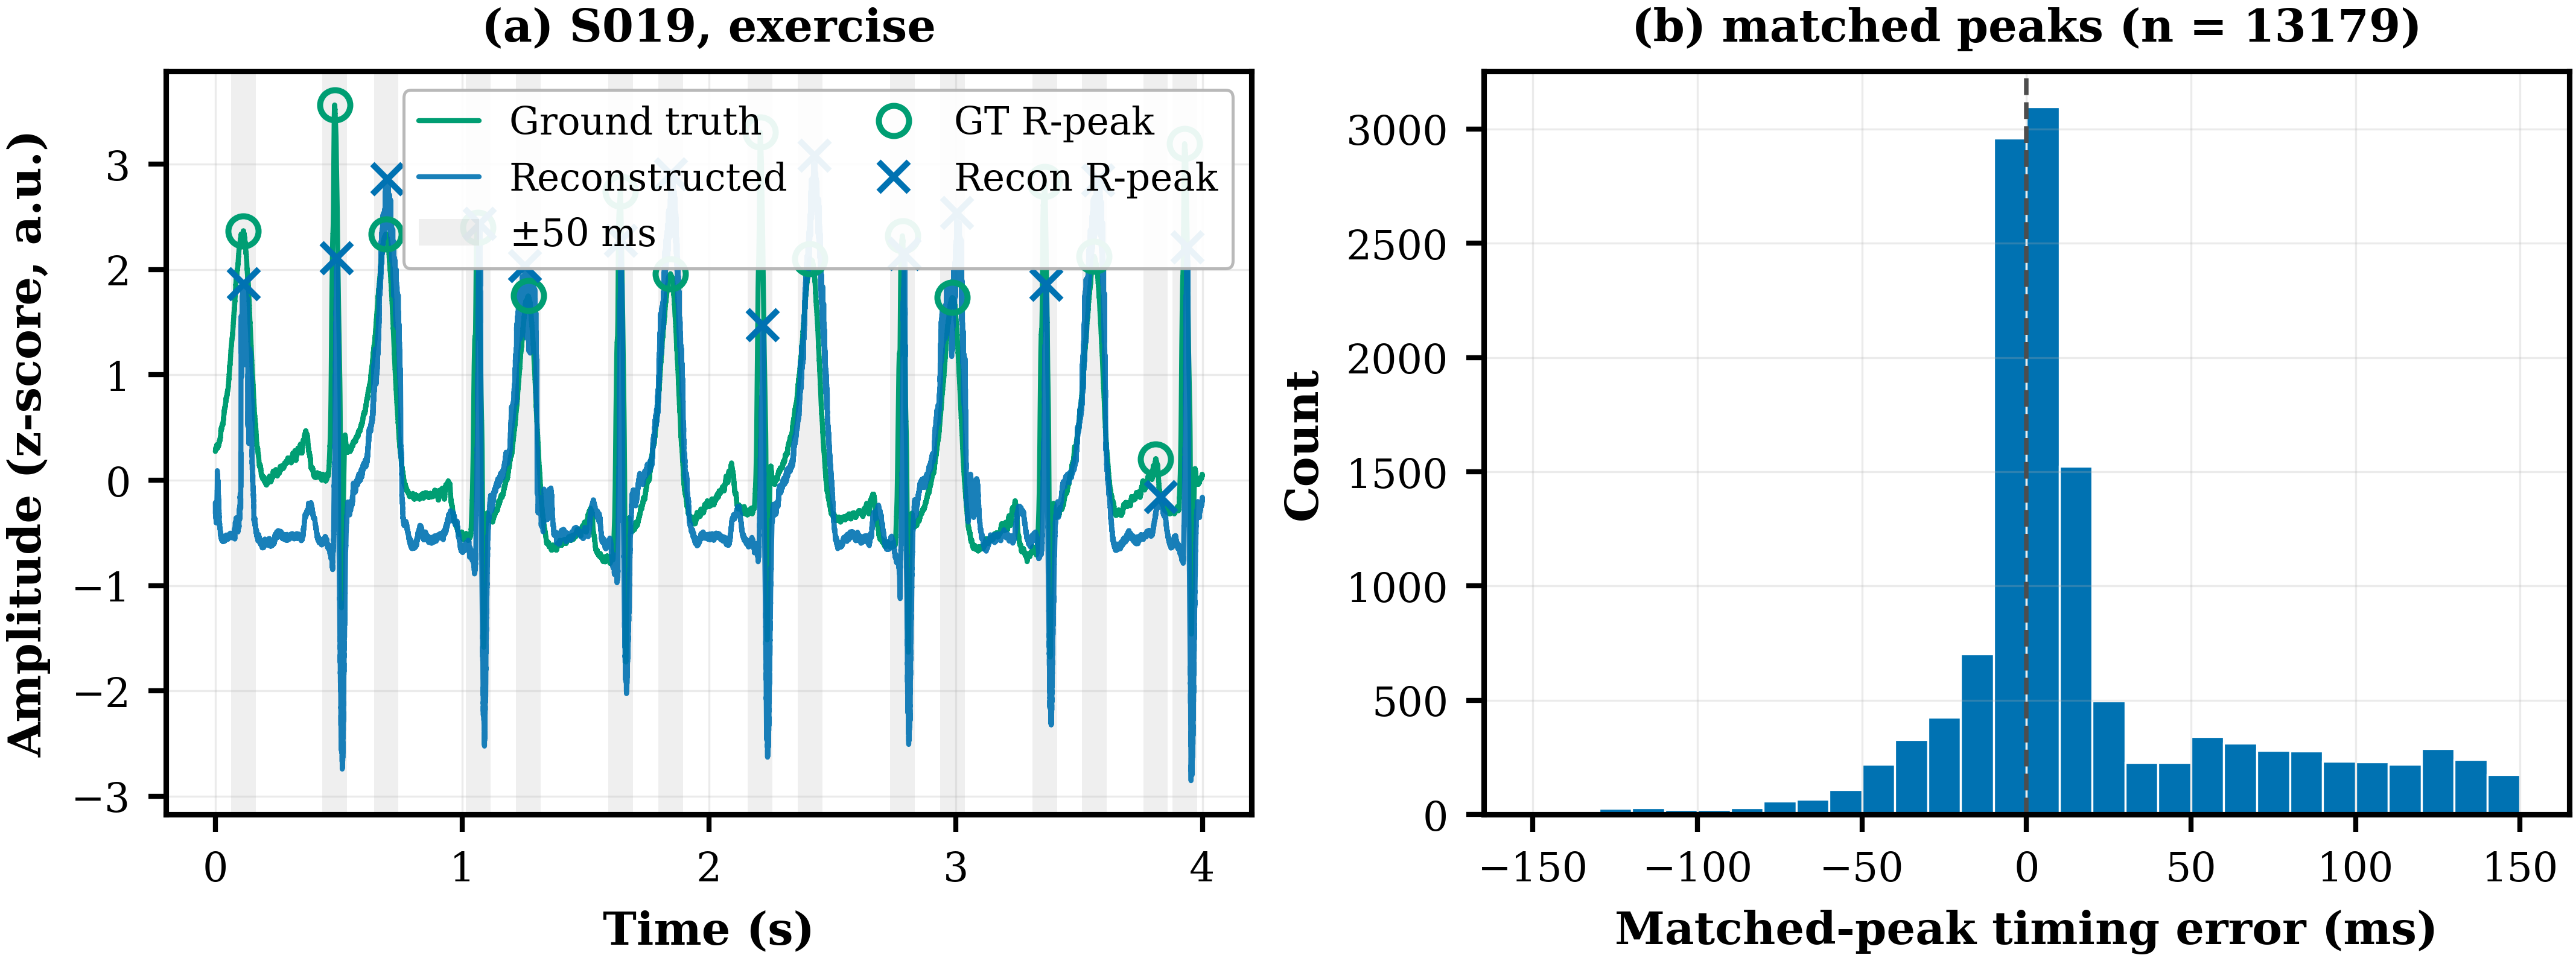 (a) S019, exercise
Amplitude (z-score, a.u.)
3
2
1
0
−1
−2
−3
Ground truth
Reconstructed
±50 ms
GT R-peak
Recon R-peak
0 1 2 3 4
Time (s)
(b) matched peaks (n = 13179)
Count
3000
2500
2000
1500
1000
500
0
−150 −100 −50 0 50 100 150
Matched-peak timing error (ms)